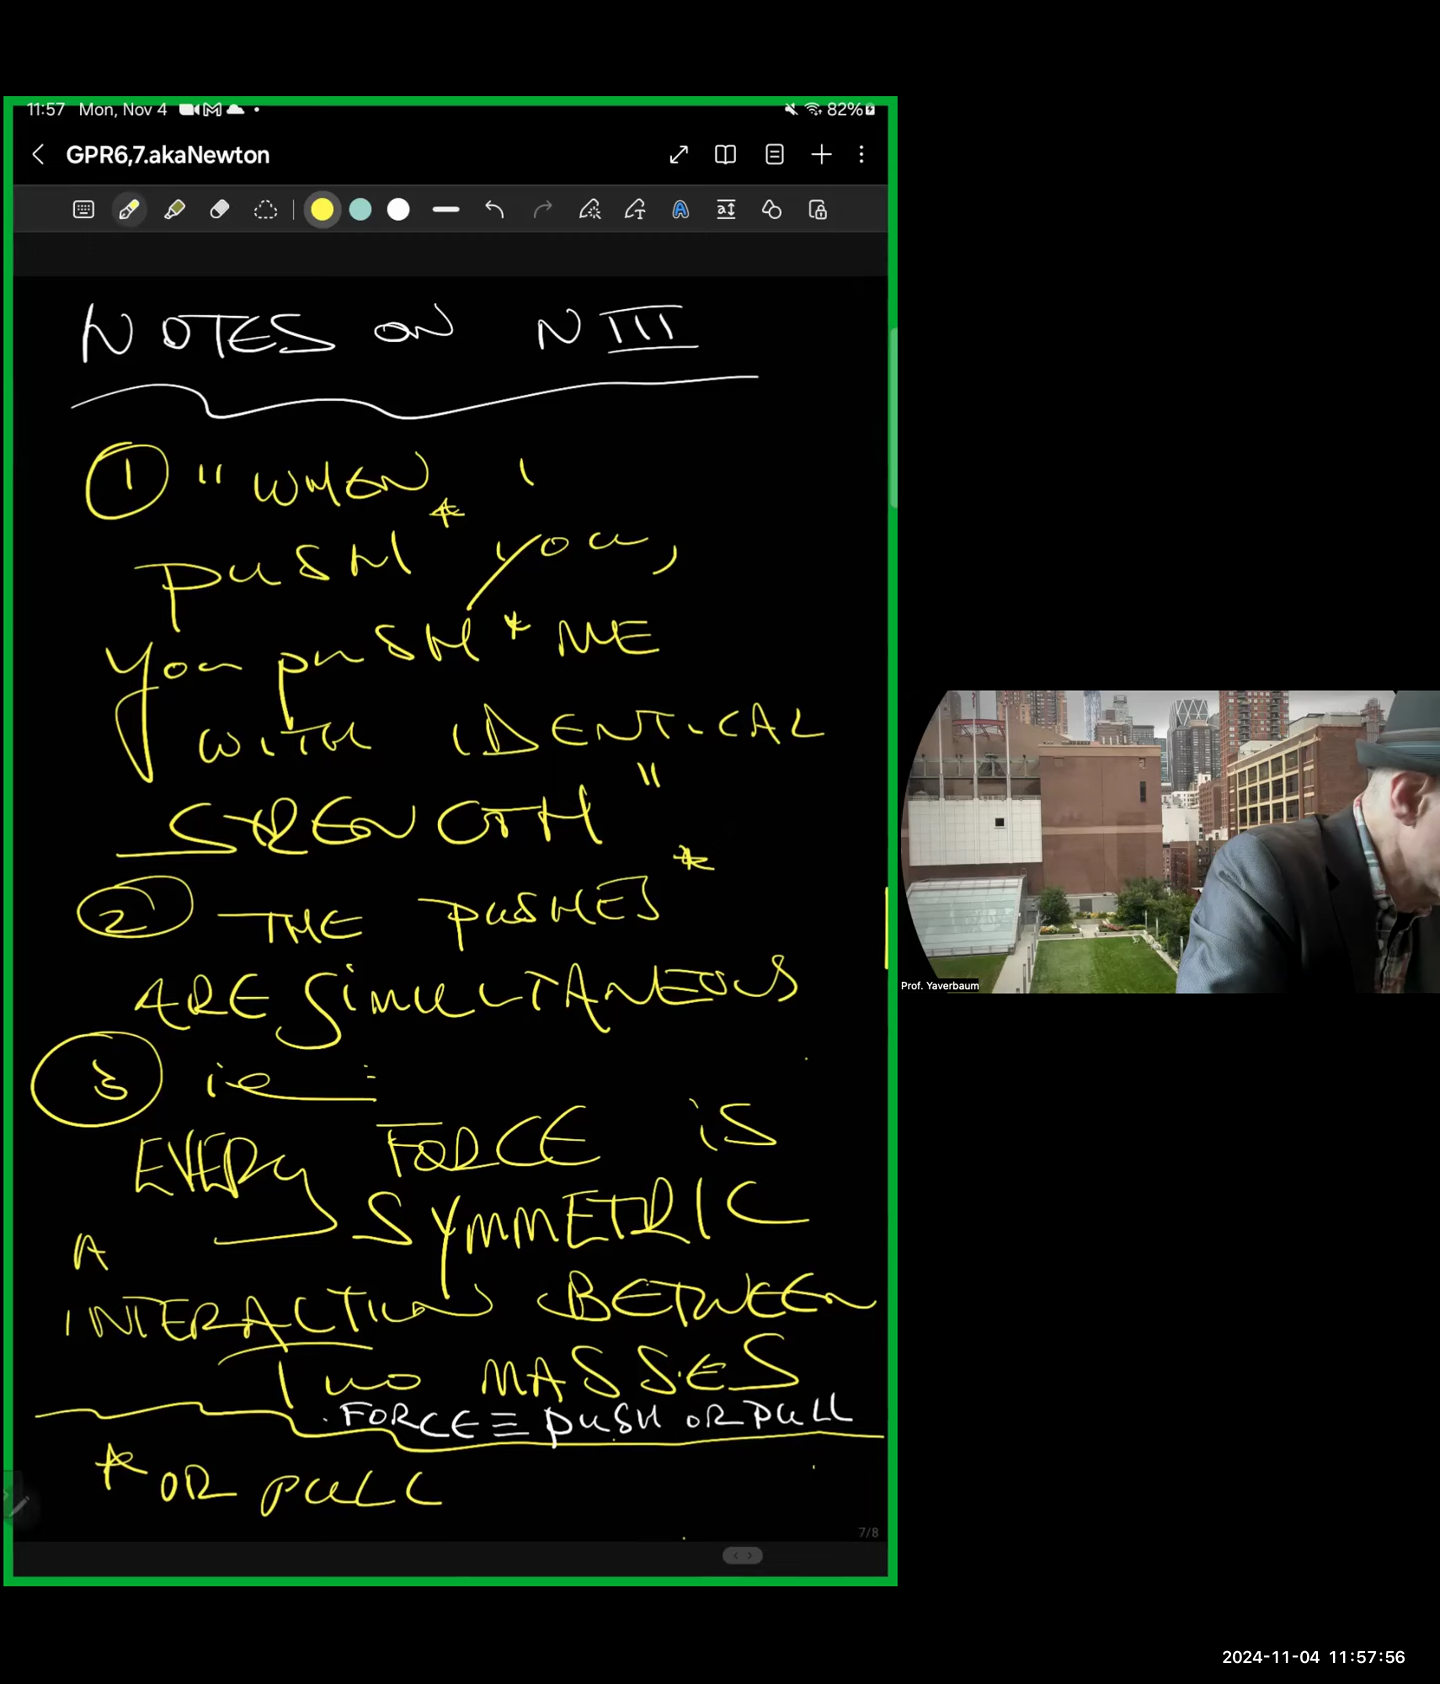 11:57 Mon, Nov 4
82%
GPR6,7.akaNewton
NOTES ON N III
① "WHEN I
PUSH* YOU,
YOU PUSH* ME
WITH IDENTICAL
STRENGTH"
② THE PUSHES*
ARE SIMULTANEOUS
③ ie:
EVERY FORCE IS
A SYMMETRIC
INTERACTION BETWEEN
TWO MASSES
FORCE ≡ PUSH OR PULL
* OR PULL
7/8
Prof. Yaverbaum
2024-11-04 11:57:56